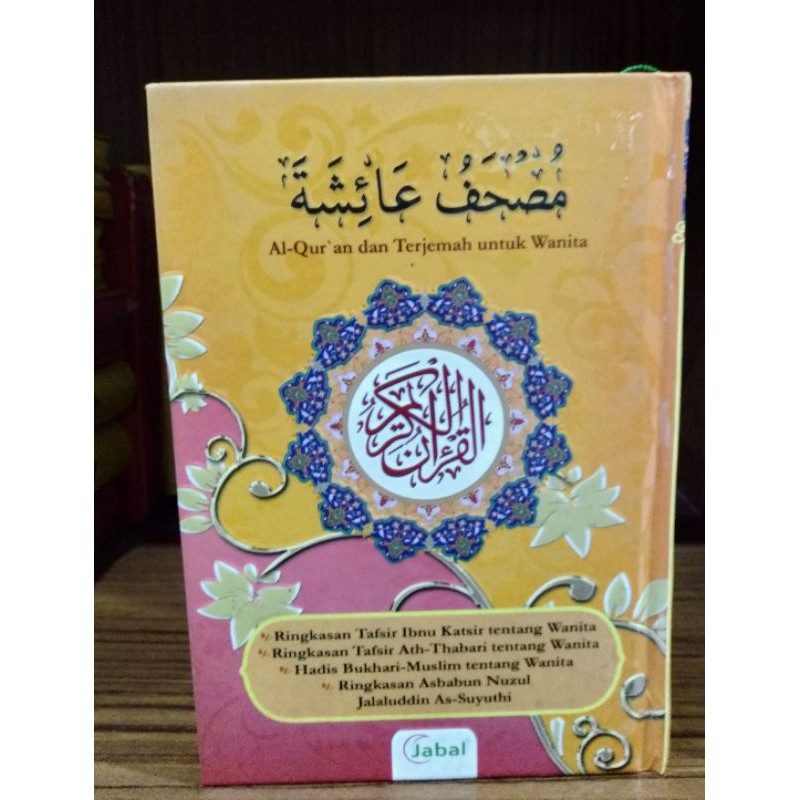 مُصْحَفُ عَائِشَةَ
Al-Qur`an dan Terjemah untuk Wanita
القرآن الكريم
Ringkasan Tafsir Ibnu Katsir tentang Wanita
Ringkasan Tafsir Ath-Thabari tentang Wanita
Hadis Bukhari-Muslim tentang Wanita
Ringkasan Asbabun Nuzul
Jalaluddin As-Suyuthi
Jabal